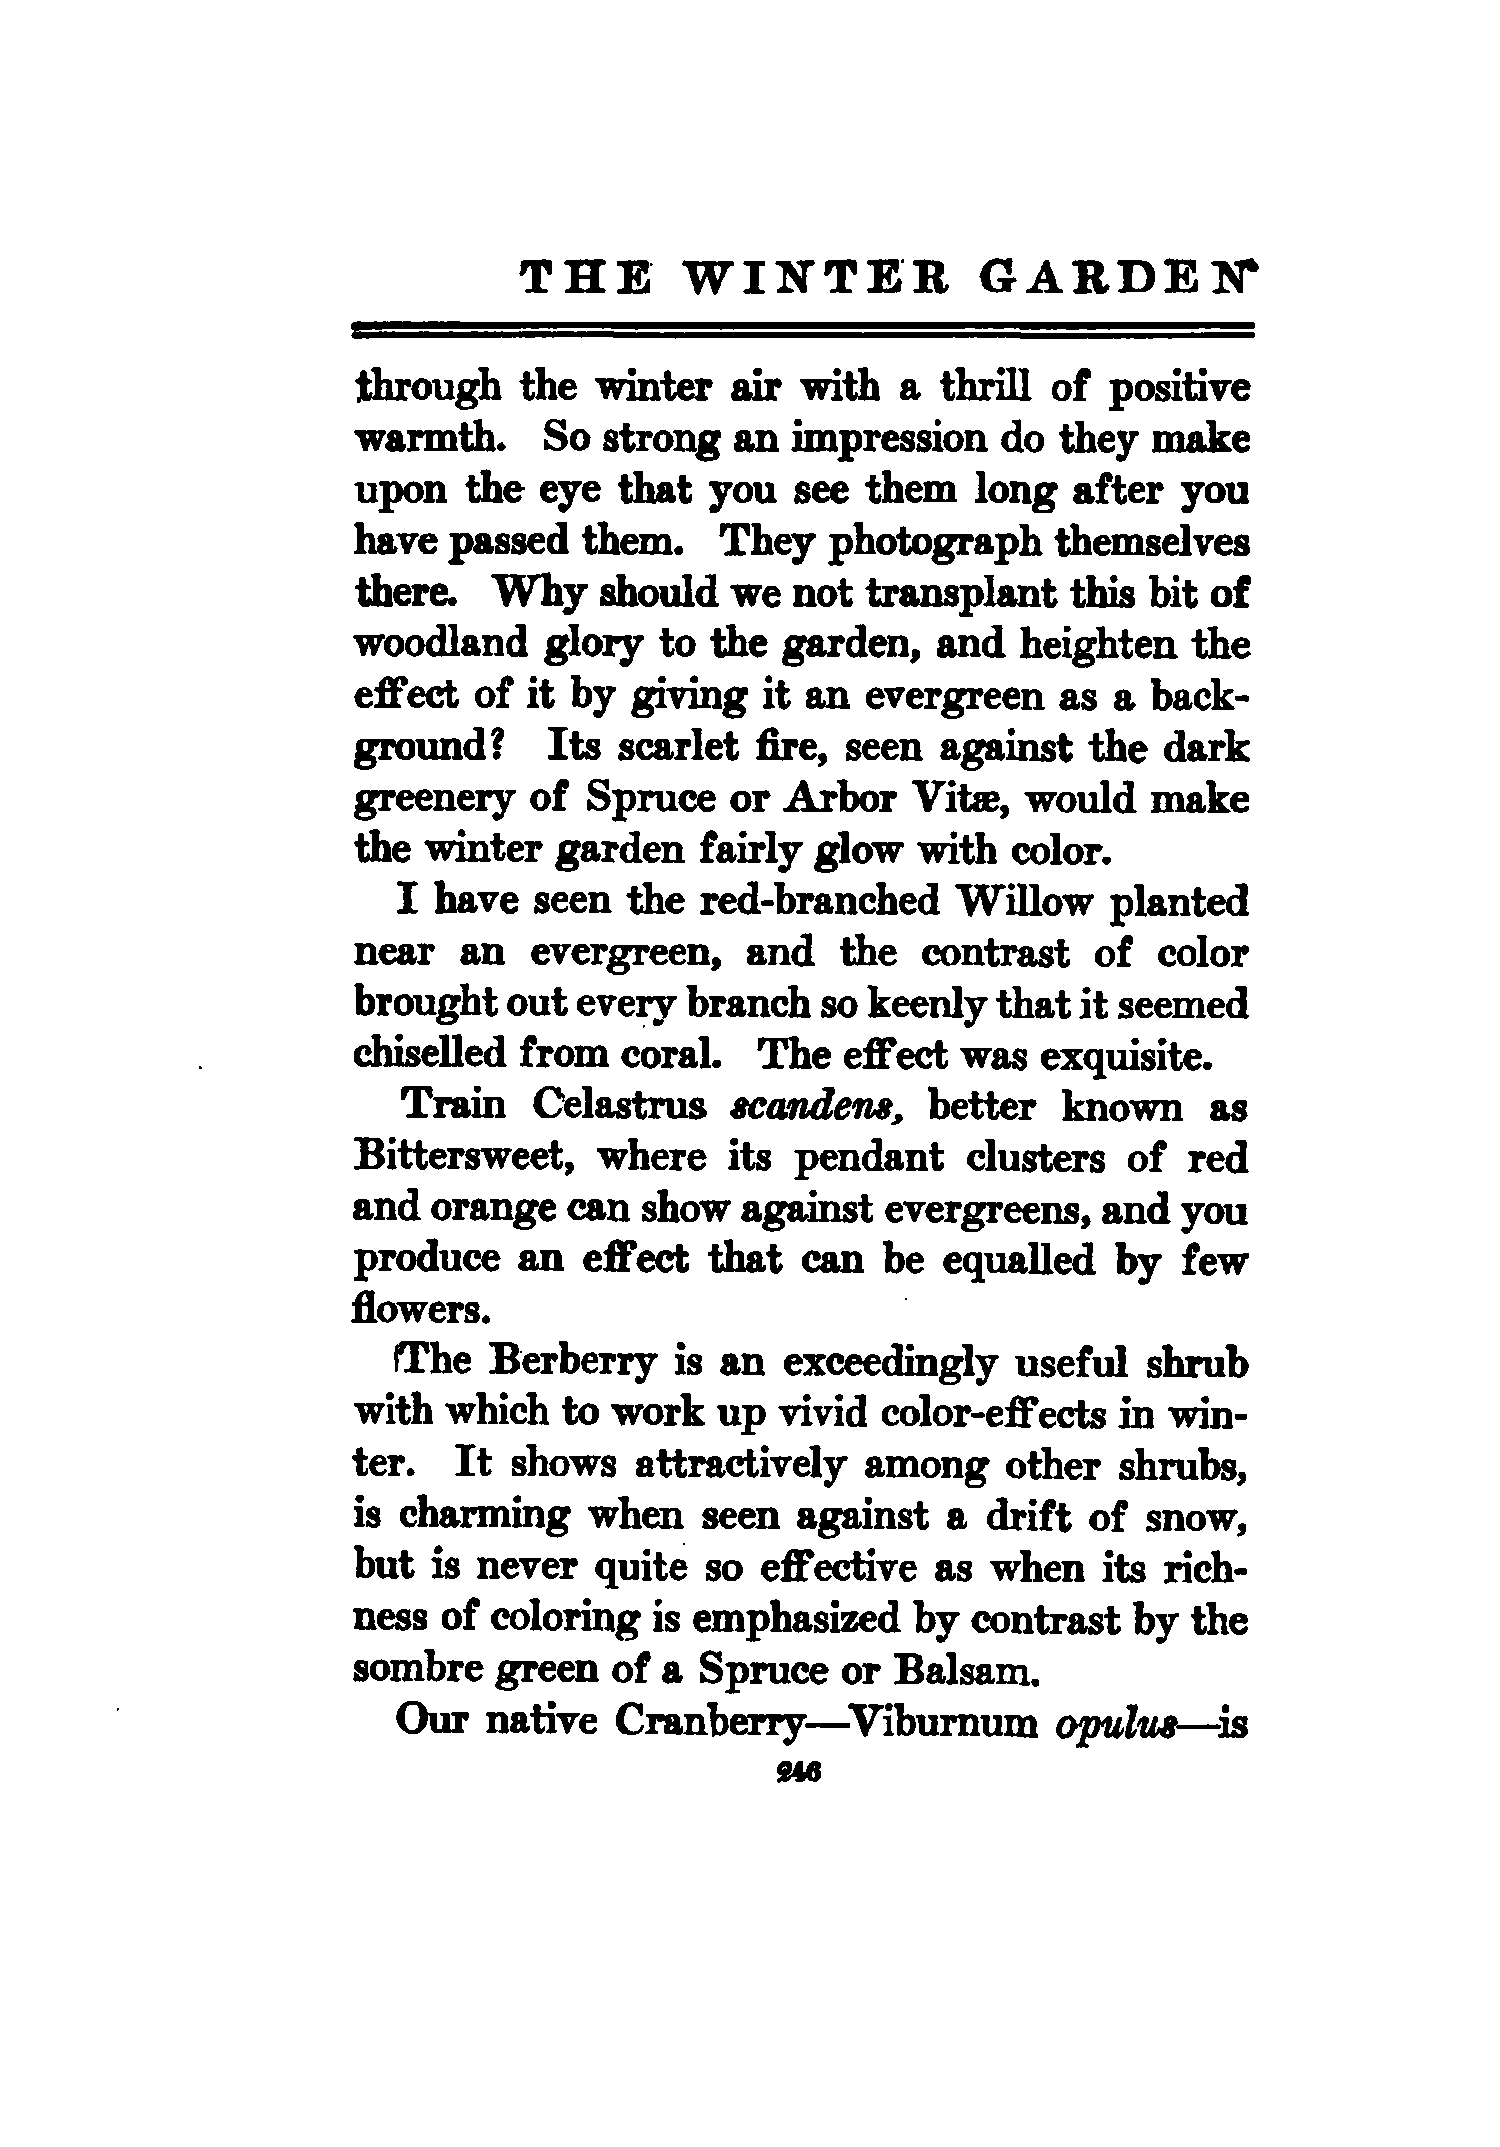 THE WINTER GARDEN
through the winter air with a thrill of positive
warmth. So strong an impression do they make
upon the eye that you see them long after you
have passed them. They photograph themselves
there. Why should we not transplant this bit of
woodland glory to the garden, and heighten the
effect of it by giving it an evergreen as a back-
ground? Its scarlet fire, seen against the dark
greenery of Spruce or Arbor Vitæ, would make
the winter garden fairly glow with color.
I have seen the red-branched Willow planted
near an evergreen, and the contrast of color
brought out every branch so keenly that it seemed
chiselled from coral. The effect was exquisite.
Train Celastrus scandens, better known as
Bittersweet, where its pendant clusters of red
and orange can show against evergreens, and you
produce an effect that can be equalled by few
flowers.
The Berberry is an exceedingly useful shrub
with which to work up vivid color-effects in win-
ter. It shows attractively among other shrubs,
is charming when seen against a drift of snow,
but is never quite so effective as when its rich-
ness of coloring is emphasized by contrast by the
sombre green of a Spruce or Balsam.
Our native Cranberry—Viburnum opulus—is
246